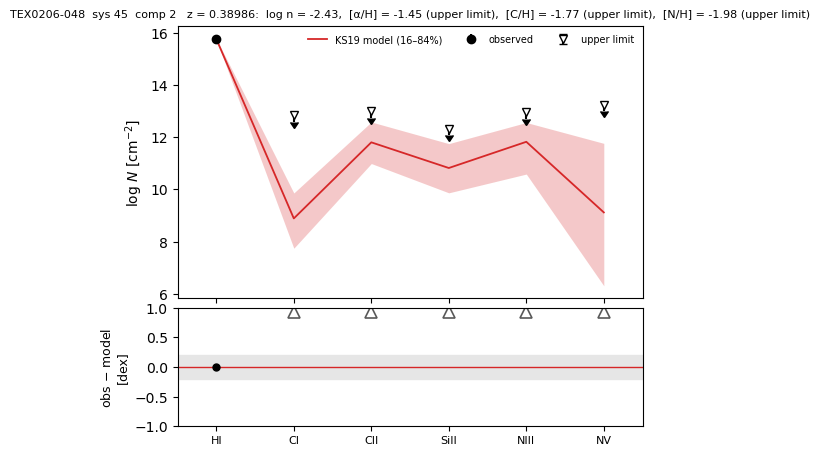 TEX0206-048  sys 45  comp 2   z = 0.38986:  log n = -2.43,  [α/H] = -1.45 (upper limit),  [C/H] = -1.77 (upper limit),  [N/H] = -1.98 (upper limit)
KS19 model (16–84%)
observed
upper limit
log N [cm⁻²]
16
14
12
10
8
6
obs − model
[dex]
1.0
0.5
0.0
−0.5
−1.0
HI
CI
CII
SiII
NIII
NV